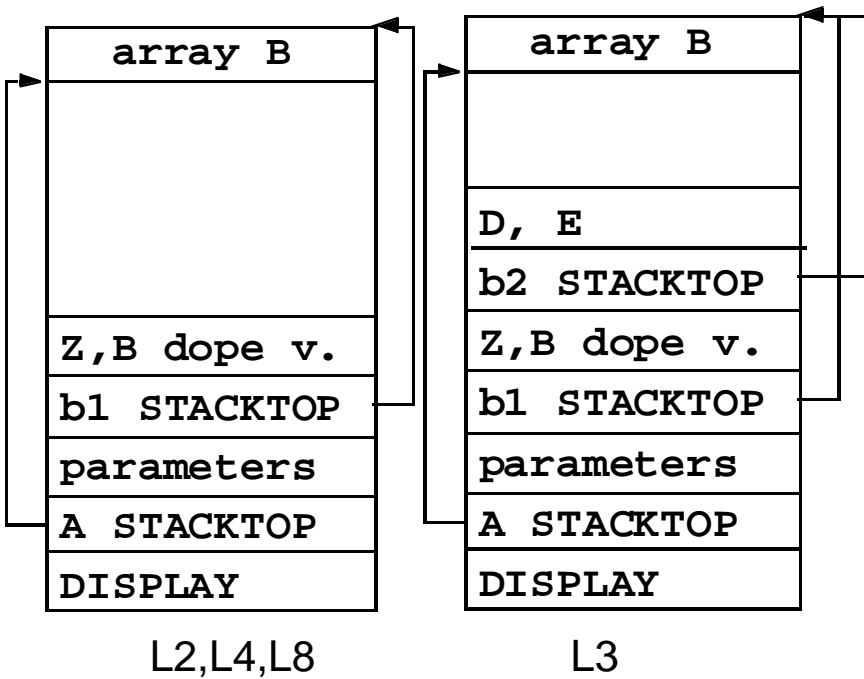 array B
Z,B dope v.
b1 STACKTOP
parameters
A STACKTOP
DISPLAY
L2,L4,L8
array B
D, E
b2 STACKTOP
Z,B dope v.
b1 STACKTOP
parameters
A STACKTOP
DISPLAY
L3